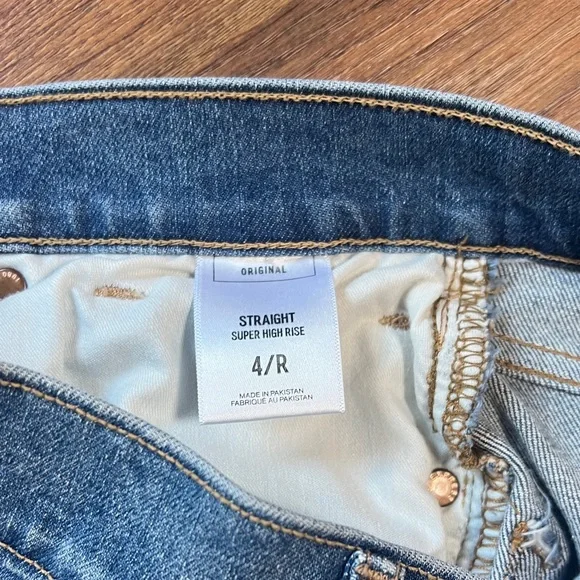 ORIGINAL
STRAIGHT
SUPER HIGH RISE
4/R
MADE IN PAKISTAN
FABRIQUÉ AU PAKISTAN